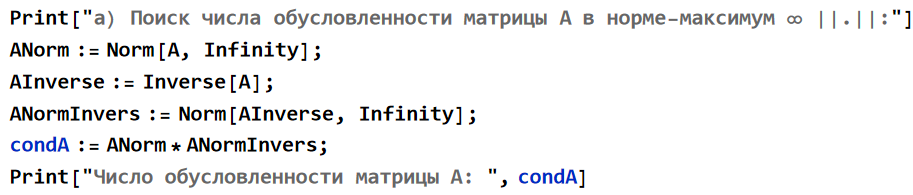 Print["а) Поиск числа обусловленности матрицы А в норме-максимум ∞ ||.||:"]
ANorm := Norm[A, Infinity];
AInverse := Inverse[A];
ANormInvers := Norm[AInverse, Infinity];
condA := ANorm * ANormInvers;
Print["Число обусловленности матрицы А: ", condA]